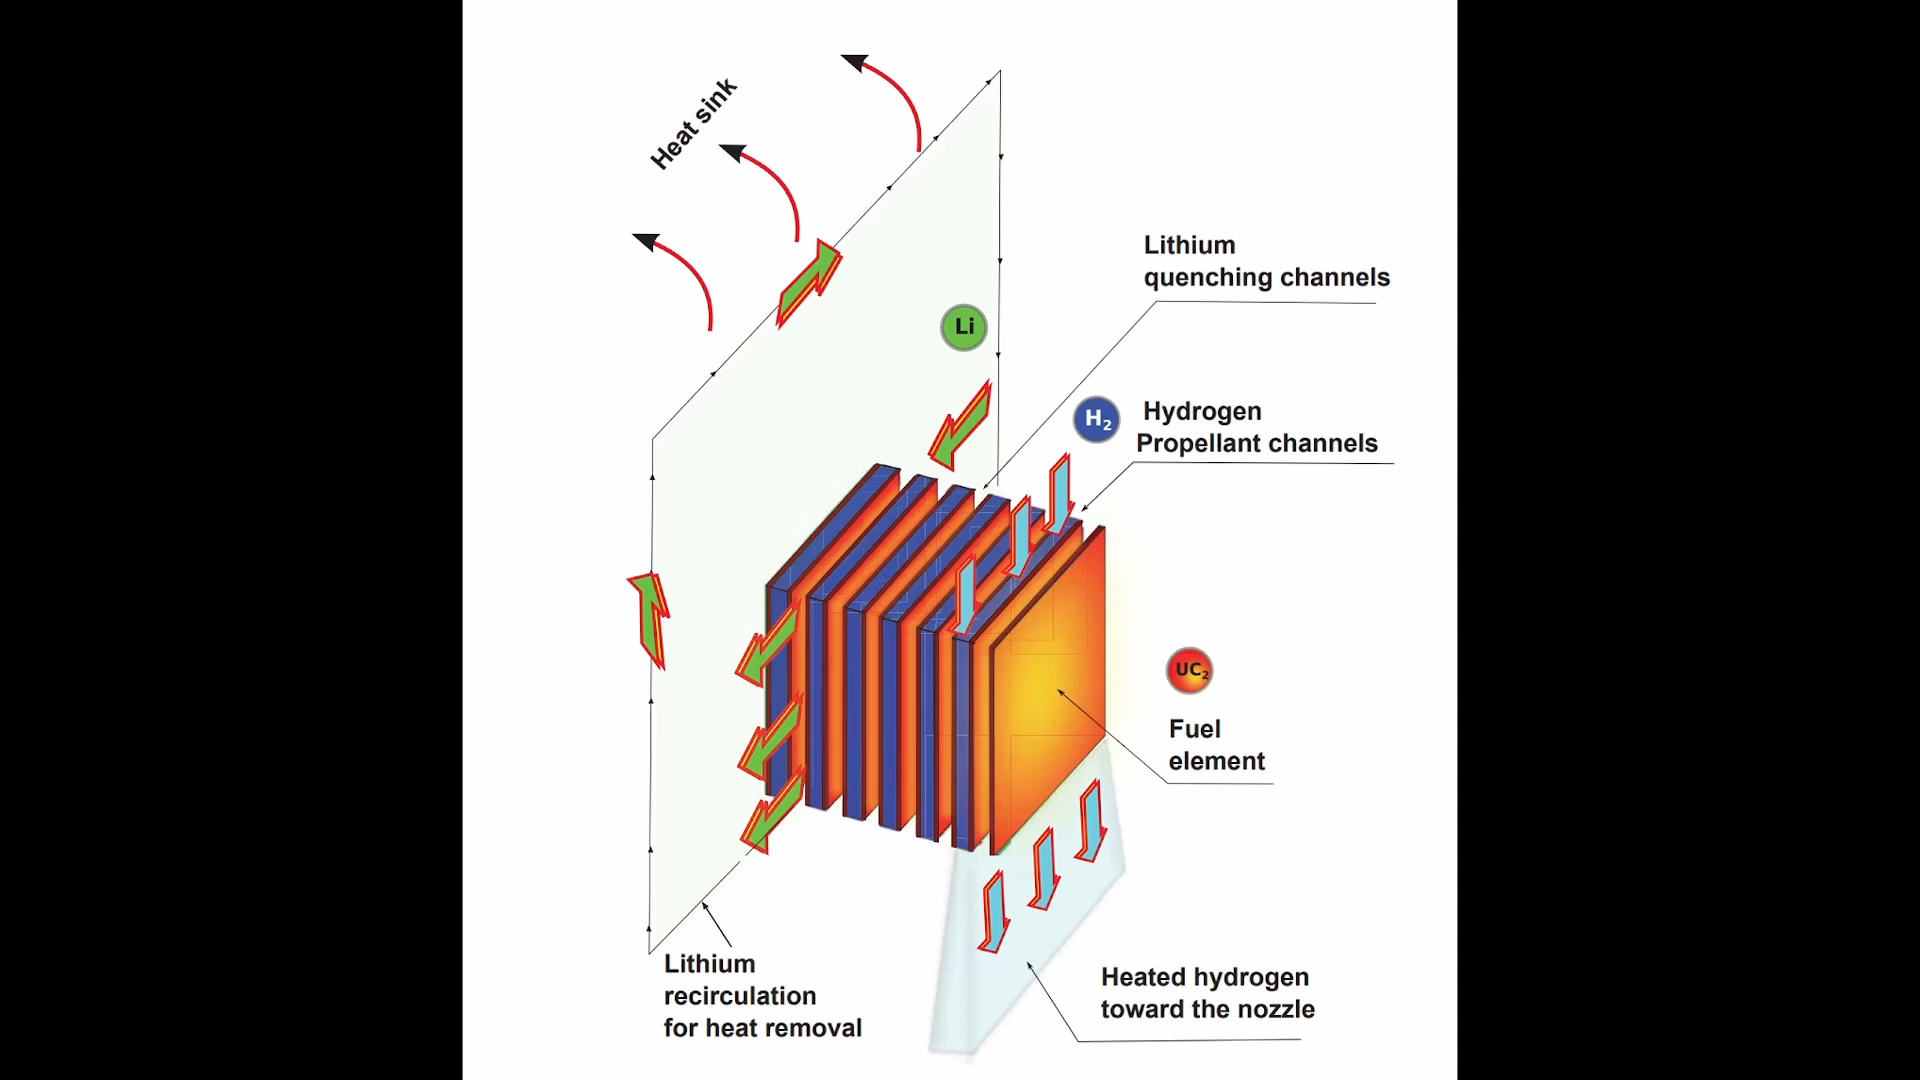 Heat sink
Lithium
quenching channels
Li
H₂
Hydrogen
Propellant channels
UC₂
Fuel
element
Lithium
recirculation
for heat removal
Heated hydrogen
toward the nozzle